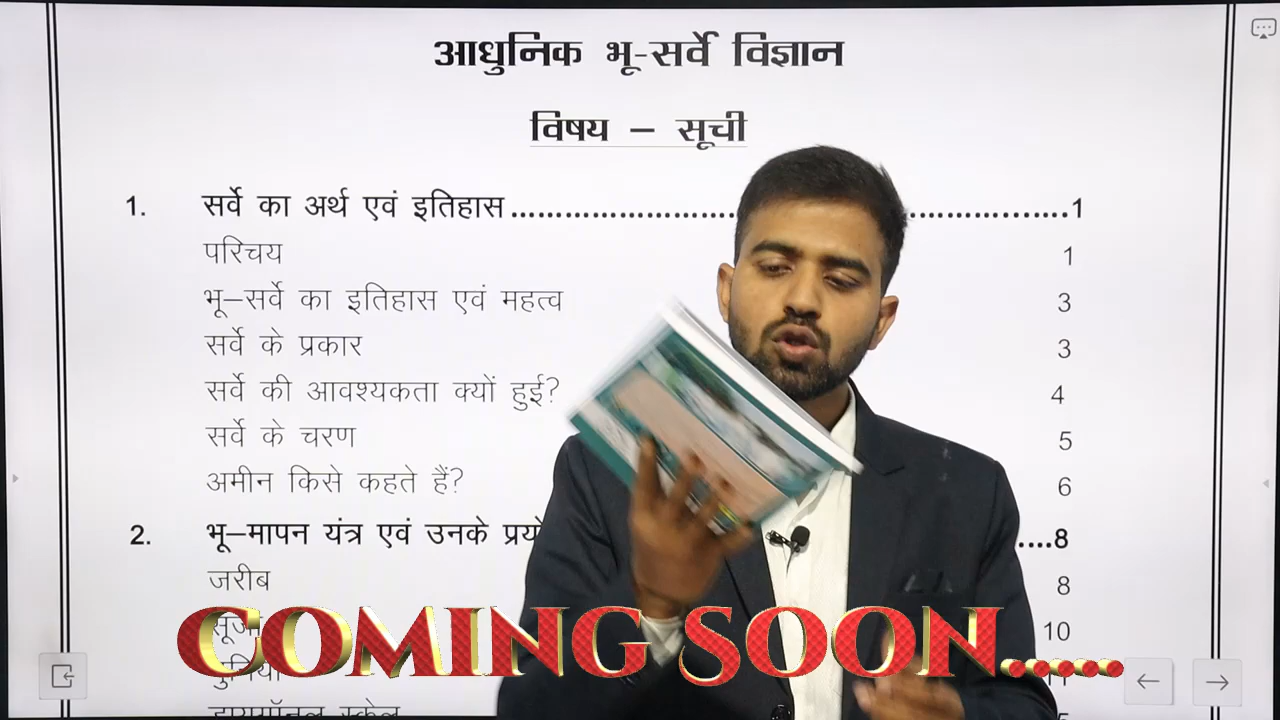 आधुनिक भू-सर्वे विज्ञान
विषय – सूची
1. सर्वे का अर्थ एवं इतिहास..................................................1
परिचय 1
भू–सर्वे का इतिहास एवं महत्व 3
सर्वे के प्रकार 3
सर्वे की आवश्यकता क्यों हुई? 4
सर्वे के चरण 5
अमीन किसे कहते हैं? 6
2. भू–मापन यंत्र एवं उनके ....8
जरीब 8
10
COMING SOON......
डायगॉनल स्केल